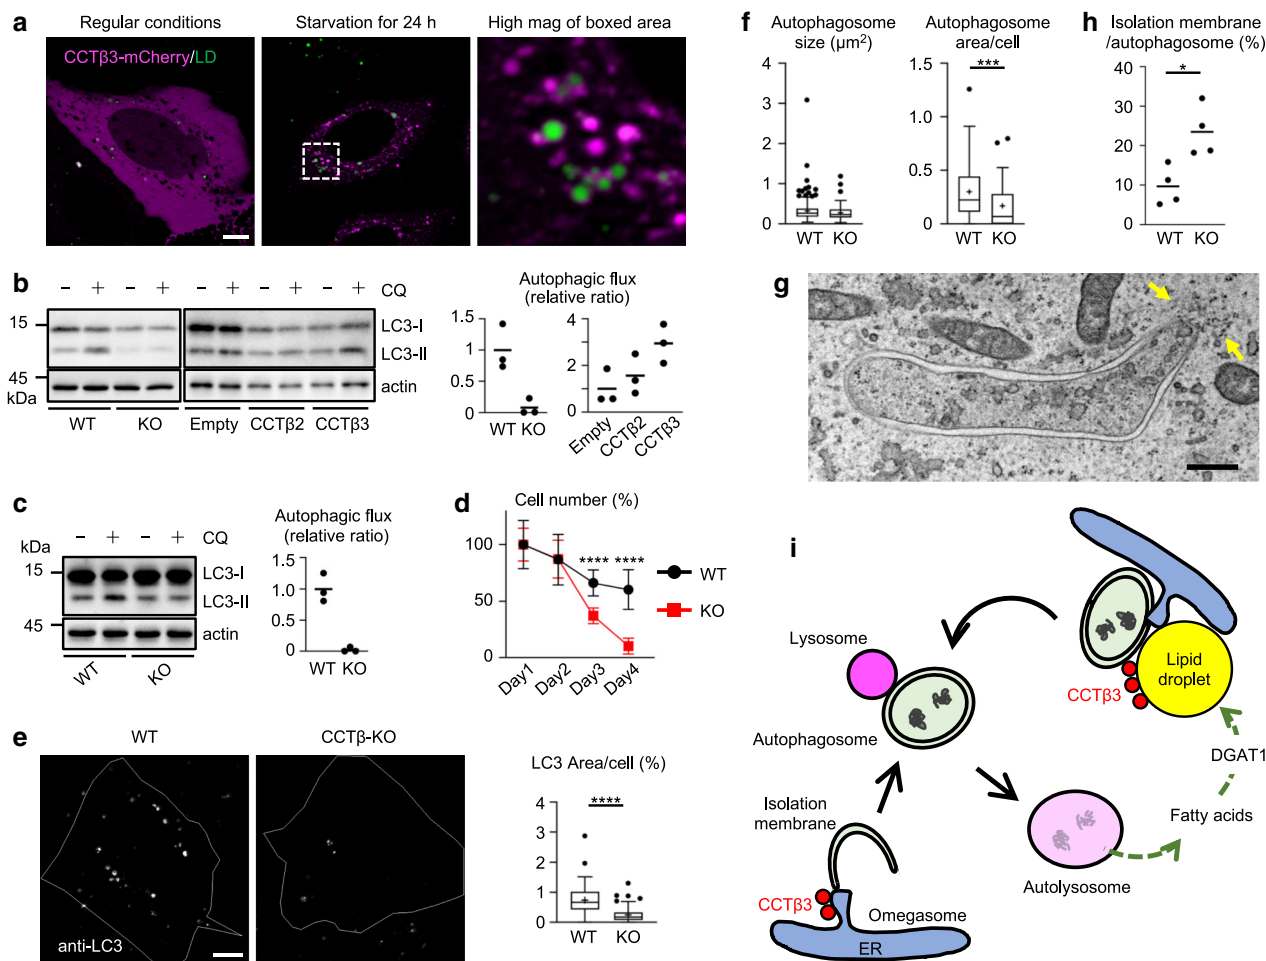 a
Regular conditions
Starvation for 24 h
High mag of boxed area
CCTβ3-mCherry/LD
b
– + – + – + – + – + CQ
15
LC3-I
LC3-II
45
kDa
actin
WT KO Empty CCTβ2 CCTβ3
Autophagic flux
(relative ratio)
1.5
1
0.5
0
WT KO
4
2
0
Empty
CCTβ2
CCTβ3
c
kDa
– + – + CQ
15
LC3-I
LC3-II
45
actin
WT
KO
Autophagic flux
(relative ratio)
1.5
1.0
0.5
0
WT KO
d
Cell number (%)
100
50
0
**** ****
WT
KO
Day1
Day2
Day3
Day4
e
WT
CCTβ-KO
anti-LC3
LC3 Area/cell (%)
4
3
2
1
0
****
WT KO
f
Autophagosome
size (μm²)
4
3
2
1
0
WT KO
Autophagosome
area/cell
1.5
1
0.5
0
***
WT KO
h
Isolation membrane
/autophagosome (%)
40
30
20
10
0
*
WT KO
g
i
Lysosome
Autophagosome
Isolation
membrane
CCTβ3
Omegasome
ER
Autolysosome
Fatty acids
DGAT1
Lipid
droplet
CCTβ3